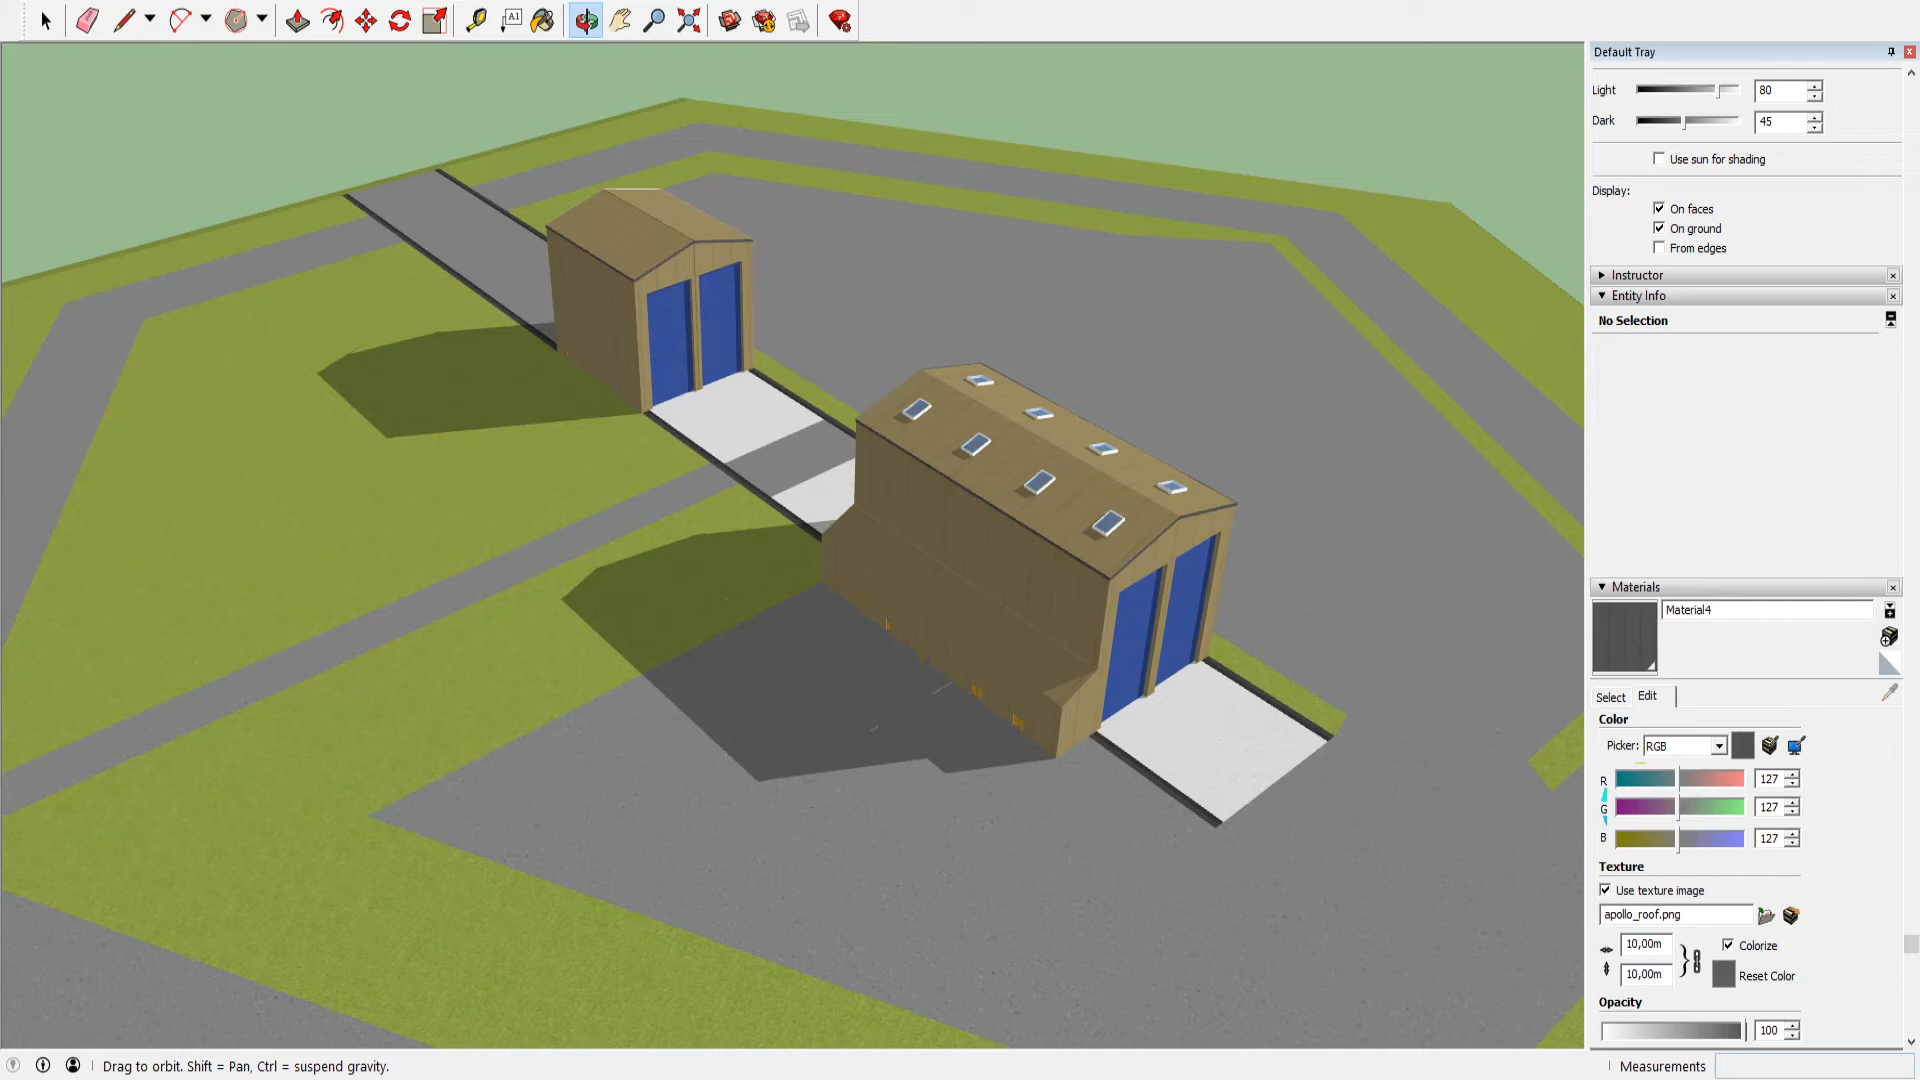 A1
Default Tray
Light 80
Dark 45
Use sun for shading
Display:
On faces
On ground
From edges
Instructor
Entity Info
No Selection
Materials
Material4
Select Edit
Color
Picker: RGB
R 127
G 127
B 127
Texture
Use texture image
apollo_roof.png
10,00m Colorize
10,00m Reset Color
Opacity
100
Drag to orbit. Shift = Pan, Ctrl = suspend gravity. Measurements